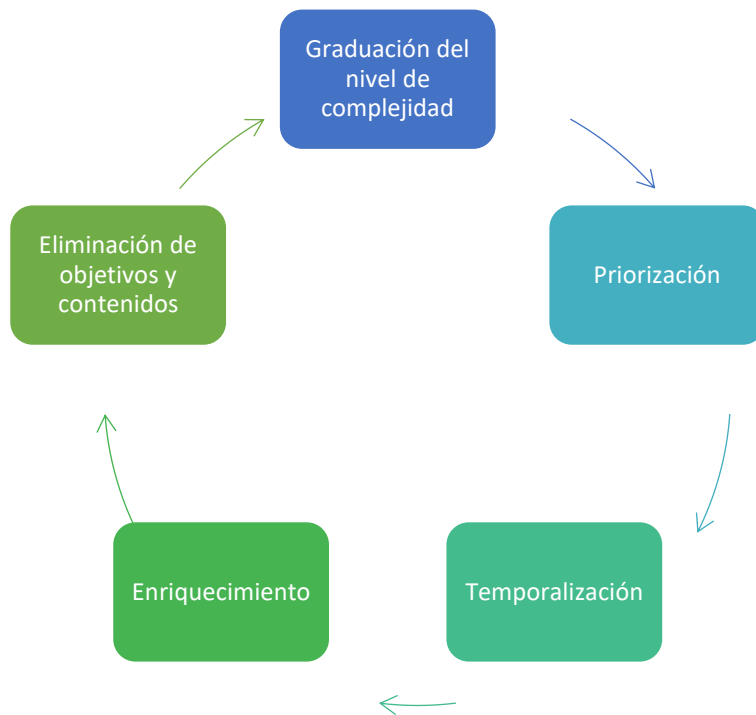 Graduación del
nivel de
complejidad
Priorización
Temporalización
Enriquecimiento
Eliminación de
objetivos y
contenidos